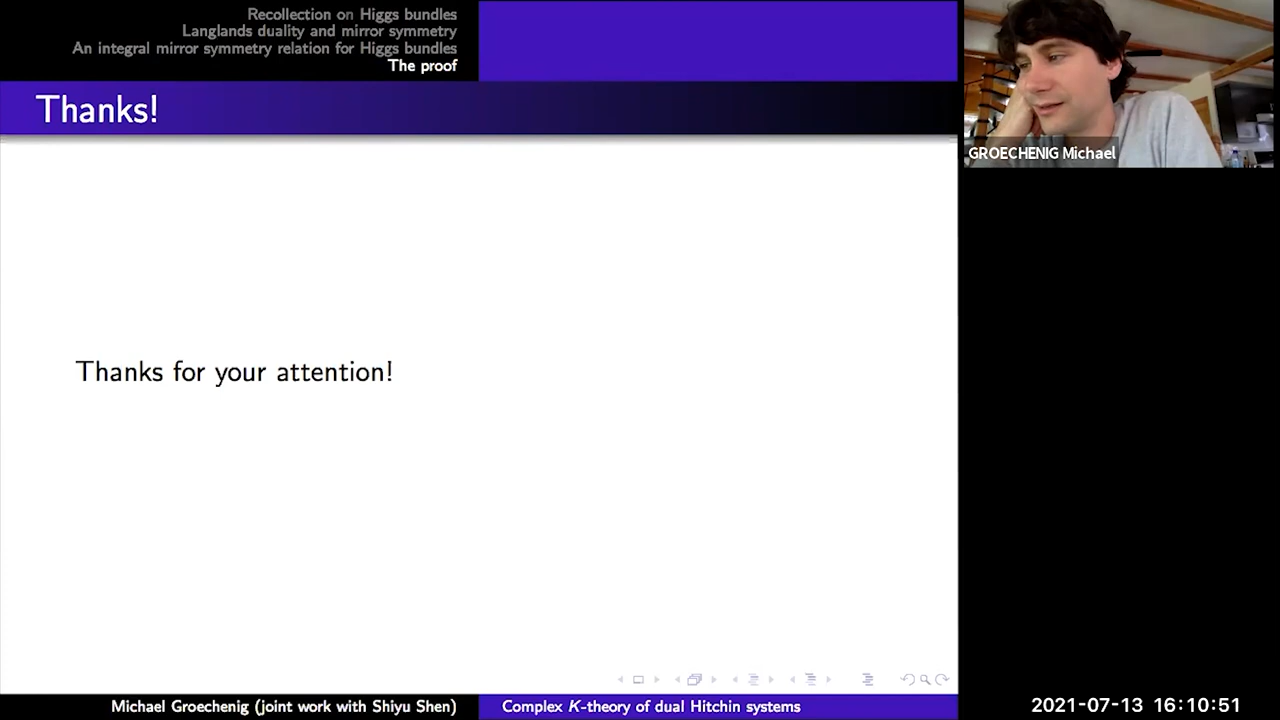 Recollection on Higgs bundles
Langlands duality and mirror symmetry
An integral mirror symmetry relation for Higgs bundles
The proof
Thanks!
GROECHENIG Michael
Thanks for your attention!
Michael Groechenig (joint work with Shiyu Shen)
Complex K-theory of dual Hitchin systems
2021-07-13 16:10:51